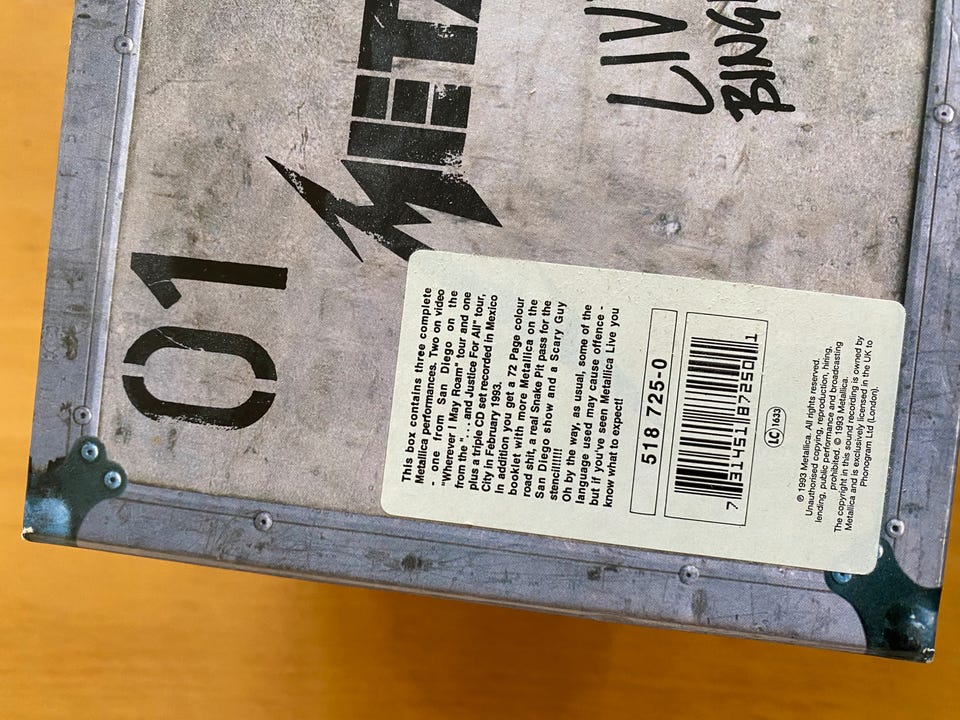 01
META
LIV
BING
This box contains three complete
Metallica performances. Two on video
- one from San Diego on the
"Wherever I May Roam" tour and one
from the "... and Justice For All" tour,
plus a triple CD set recorded in Mexico
City in February 1993.
In addition you get a 72 Page colour
booklet with more Metallica on the
road shit, a real Snake Pit pass for the
San Diego show and a Scary Guy
stencil!!!!!
Oh by the way, as usual, some of the
language used may cause offence -
but if you've seen Metallica Live you
know what to expect!
518 725-0
7 31451 87250 1
LC 1633
℗ 1993 Metallica. All rights reserved.
Unauthorised copying, reproduction, hiring,
lending, public performance and broadcasting
prohibited. © 1993 Metallica.
The copyright in this sound recording is owned by
Metallica and is exclusively licensed in the UK to
Phonogram Ltd (London).